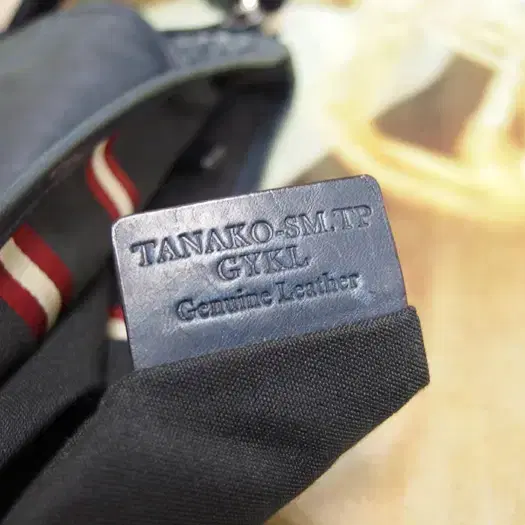 TANAKO-SM.TP
GYKL
Genuine Leather